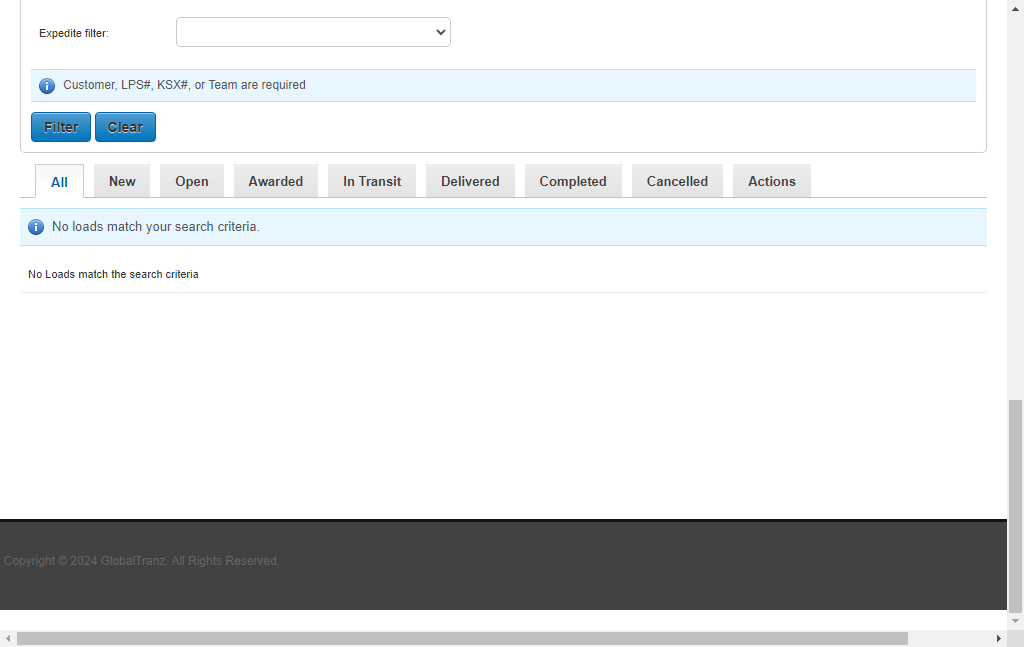 Expedite filter:
Customer, LPS#, KSX#, or Team are required
Filter Clear
All New Open Awarded In Transit Delivered Completed Cancelled Actions
No loads match your search criteria.
No Loads match the search criteria
Copyright © 2024 GlobalTranz. All Rights Reserved.